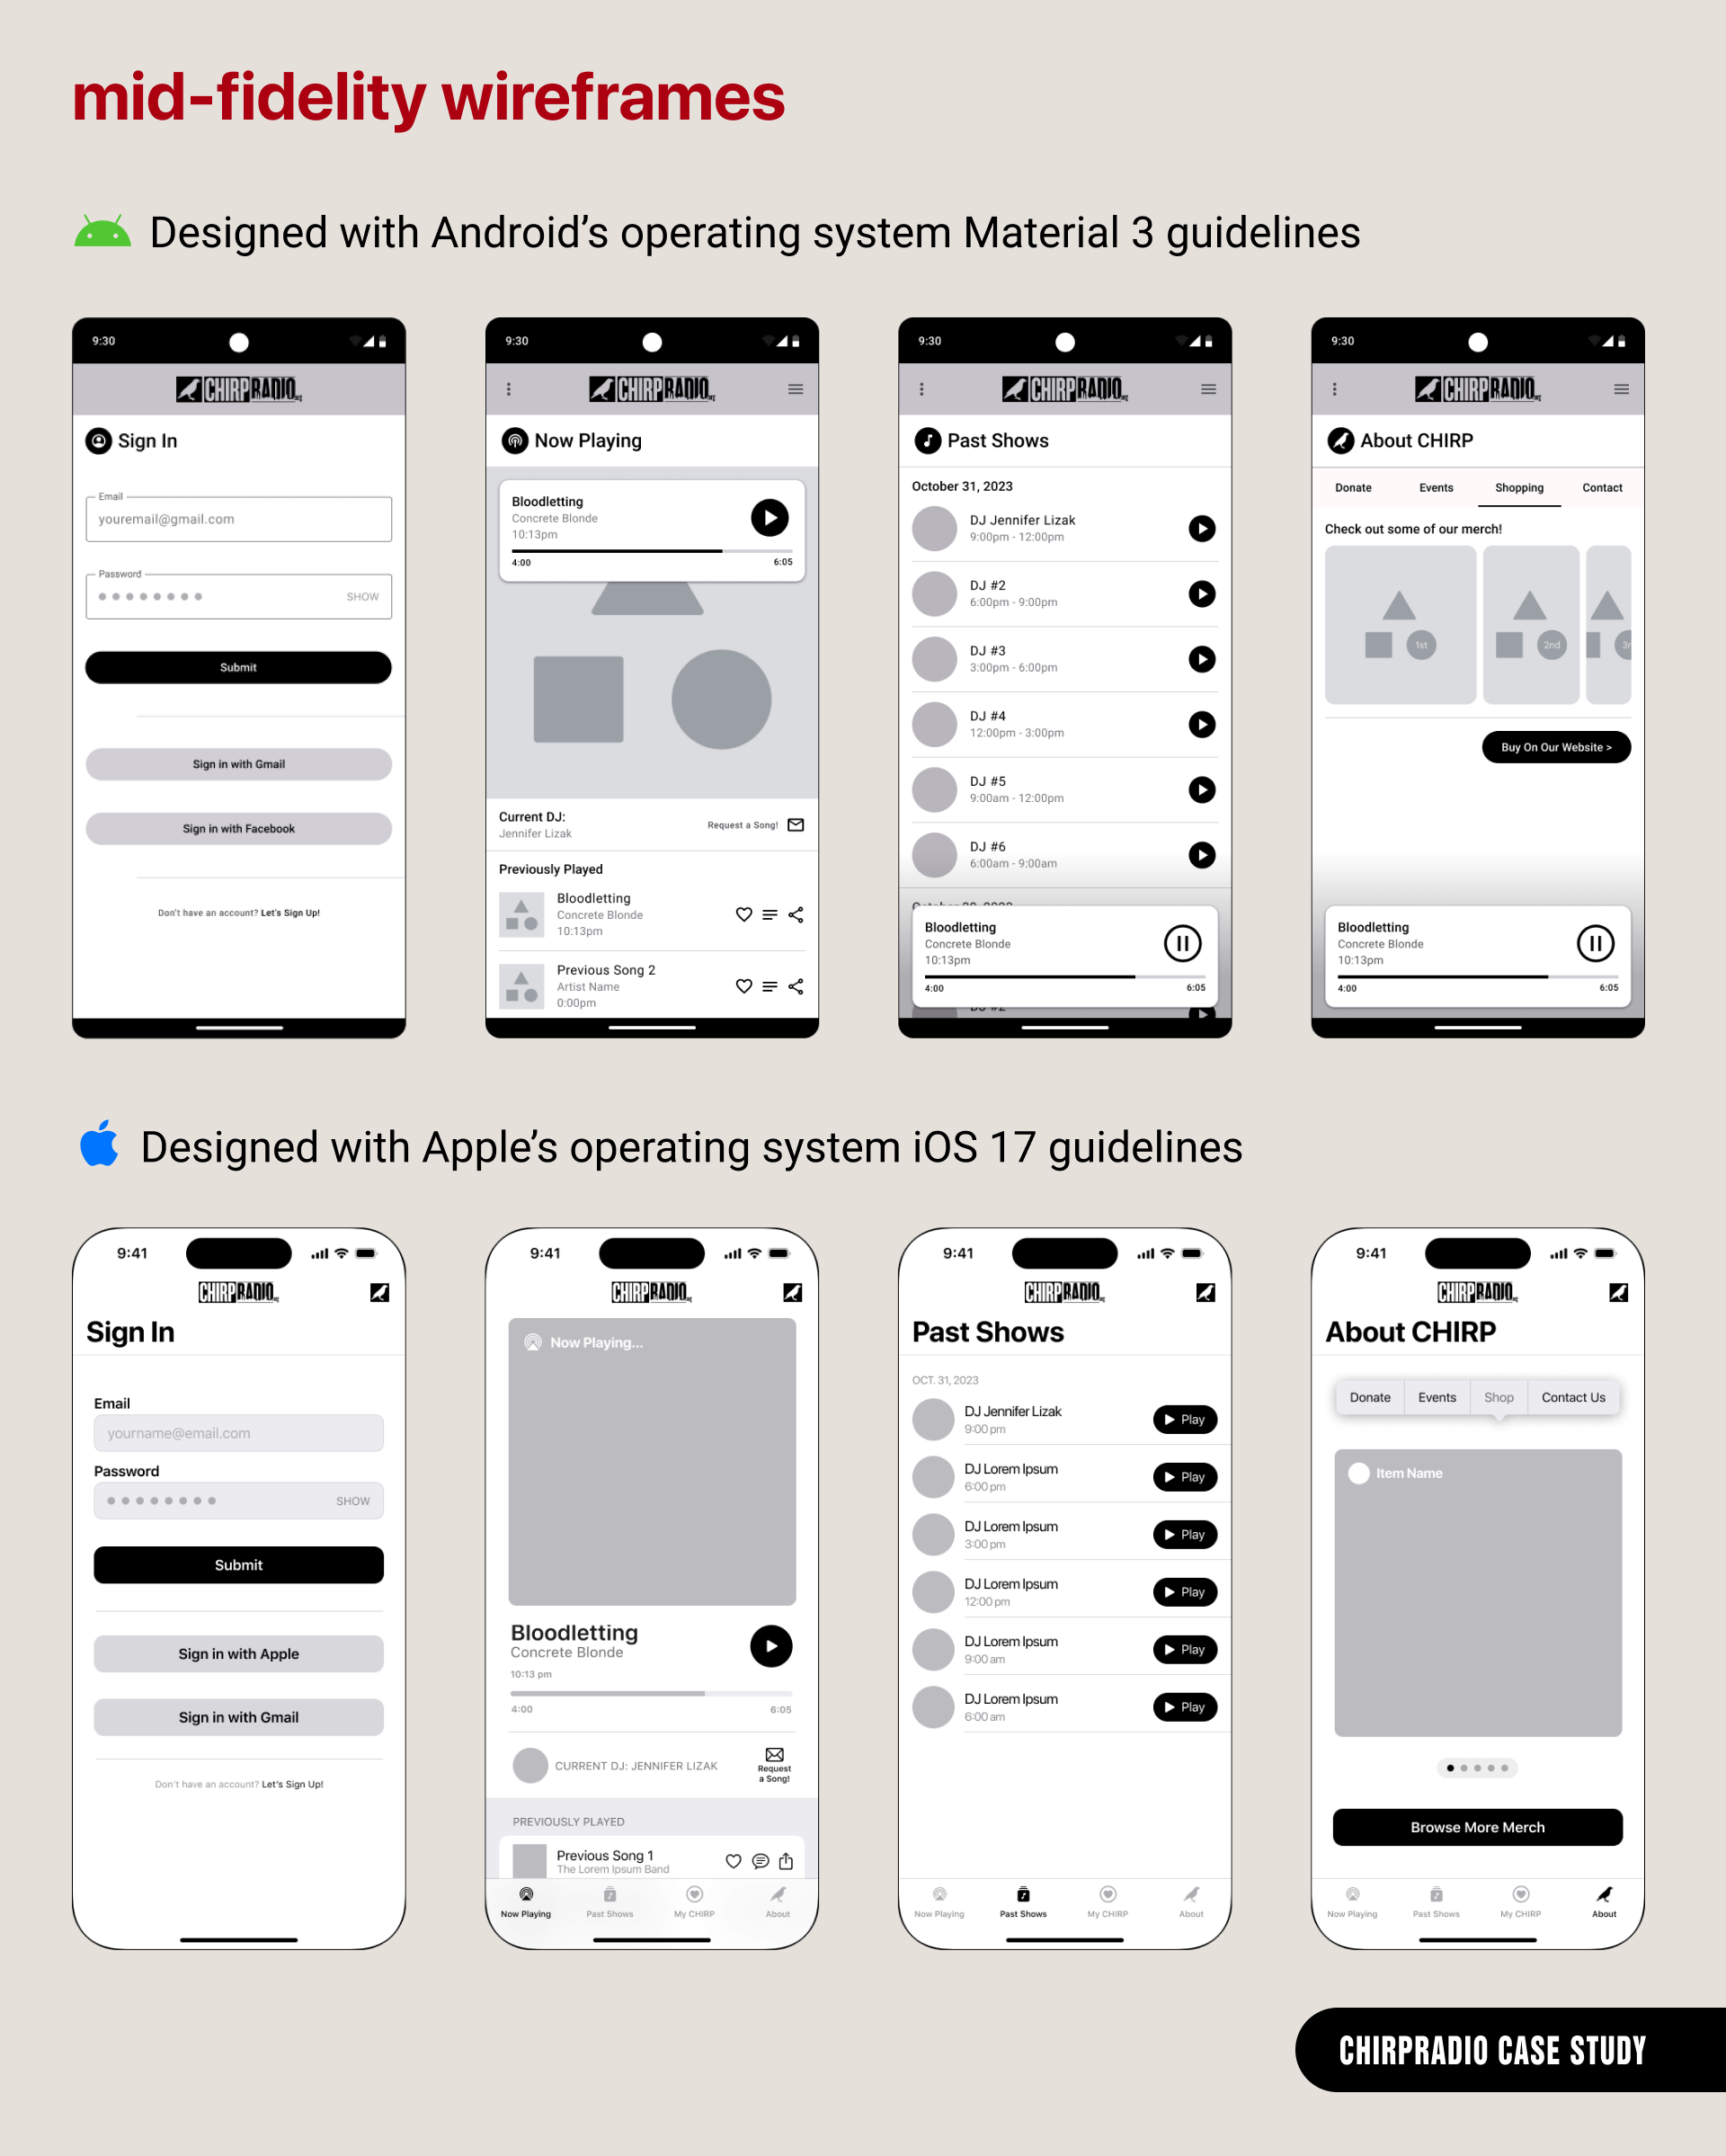 mid-fidelity wireframes
Designed with Android’s operating system Material 3 guidelines
9:30
CHIRPRADIO
Sign In
Email
youremail@gmail.com
Password
SHOW
Submit
Sign in with Gmail
Sign in with Facebook
Don't have an account? Let's Sign Up!
9:30
CHIRPRADIO
Now Playing
Bloodletting
Concrete Blonde
10:13pm
4:00 6:05
Current DJ:
Jennifer Lizak
Request a Song!
Previously Played
Bloodletting
Concrete Blonde
10:13pm
Previous Song 2
Artist Name
0:00pm
9:30
CHIRPRADIO
Past Shows
October 31, 2023
DJ Jennifer Lizak
9:00pm - 12:00pm
DJ #2
6:00pm - 9:00pm
DJ #3
3:00pm - 6:00pm
DJ #4
12:00pm - 3:00pm
DJ #5
9:00am - 12:00pm
DJ #6
6:00am - 9:00am
Bloodletting
Concrete Blonde
10:13pm
4:00 6:05
DJ #2
9:30
CHIRPRADIO
About CHIRP
Donate Events Shopping Contact
Check out some of our merch!
1st 2nd
Buy On Our Website >
Bloodletting
Concrete Blonde
10:13pm
4:00 6:05
Designed with Apple’s operating system iOS 17 guidelines
9:41
CHIRPRADIO
Sign In
Email
yourname@email.com
Password
SHOW
Submit
Sign in with Apple
Sign in with Gmail
Don't have an account? Let's Sign Up!
9:41
CHIRPRADIO
Now Playing...
Bloodletting
Concrete Blonde
10:13 pm
4:00 6:05
CURRENT DJ: JENNIFER LIZAK
Request
a Song!
PREVIOUSLY PLAYED
Previous Song 1
The Lorem Ipsum Band
Now Playing Past Shows My CHIRP About
9:41
CHIRPRADIO
Past Shows
OCT. 31, 2023
DJ Jennifer Lizak
9:00 pm
Play
DJ Lorem Ipsum
6:00 pm
Play
DJ Lorem Ipsum
3:00 pm
Play
DJ Lorem Ipsum
12:00 pm
Play
DJ Lorem Ipsum
9:00 am
Play
DJ Lorem Ipsum
6:00 am
Play
Now Playing Past Shows My CHIRP About
9:41
CHIRPRADIO
About CHIRP
Donate Events Shop Contact Us
Item Name
Browse More Merch
Now Playing Past Shows My CHIRP About
CHIRPRADIO CASE STUDY